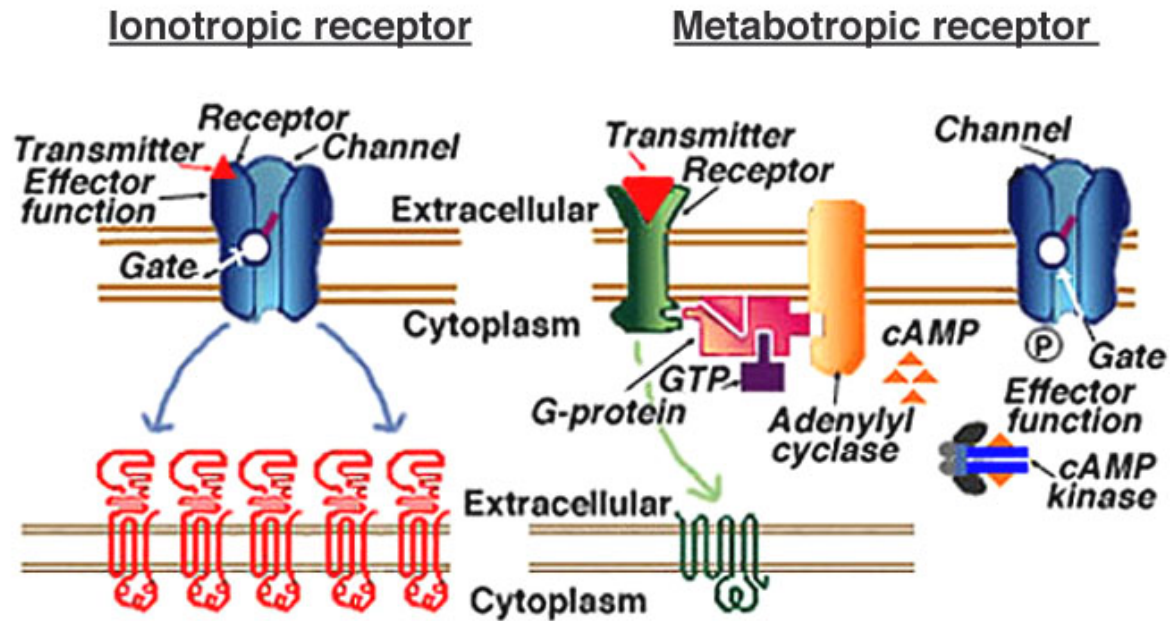 Ionotropic receptor
Receptor
Transmitter
Channel
Effector
function
Gate
Extracellular
Cytoplasm
Metabotropic receptor
Transmitter
Receptor
Channel
cAMP
P
Gate
GTP
G-protein
Adenylyl
cyclase
Effector
function
cAMP
kinase
Extracellular
Cytoplasm